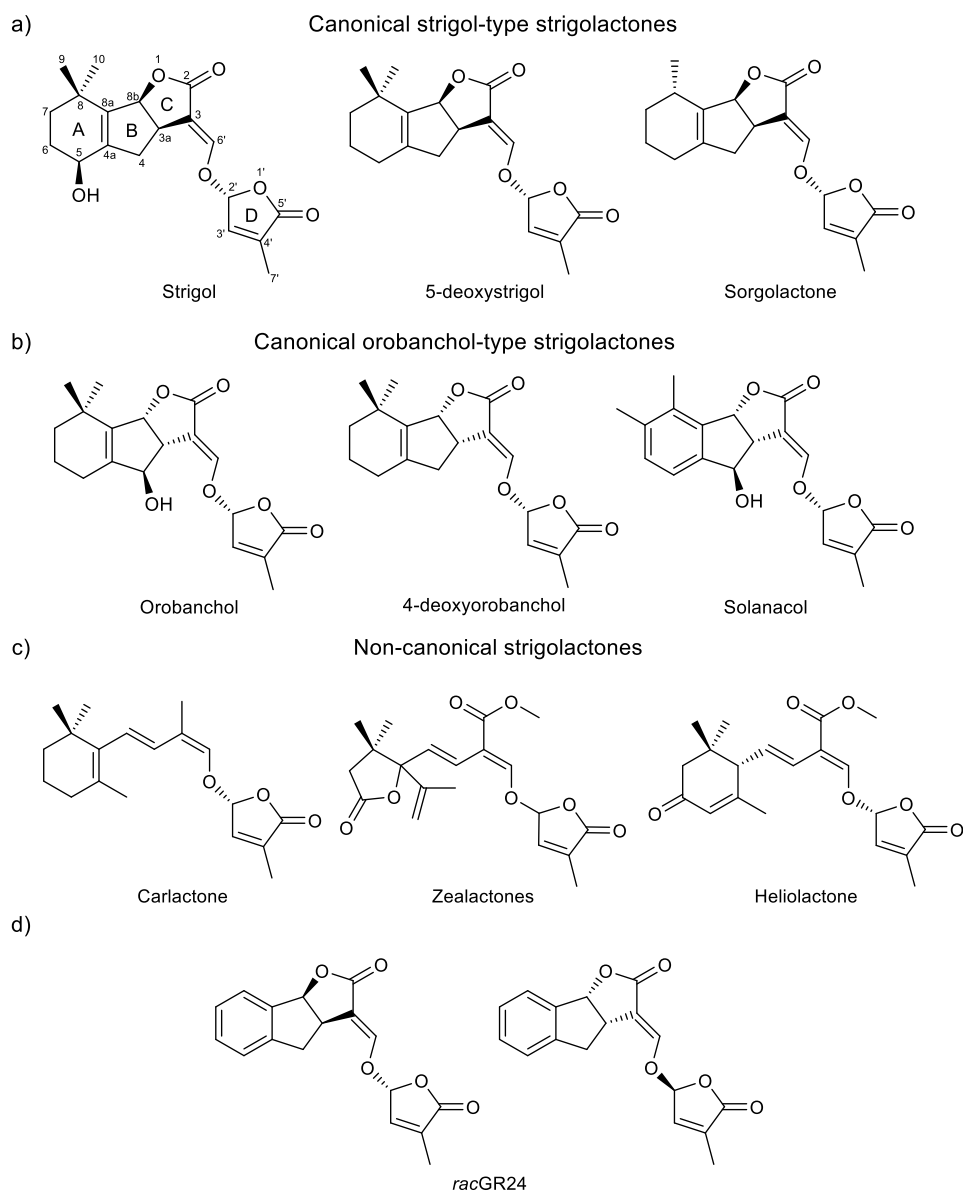 a)
Canonical strigol-type strigolactones
9
10
1
O
2
O
8b
C
7
8
8a
3
A
B
6
3a
6'
5
4a
4
O
2'
1'
O
5'
O
OH
D
3'
4'
7'
Strigol
O
O
O
O
O
5-deoxystrigol
O
O
O
O
O
Sorgolactone
b)
Canonical orobanchol-type strigolactones
O
O
OH
O
O
O
Orobanchol
O
O
O
O
O
4-deoxyorobanchol
O
O
OH
O
O
O
Solanacol
c)
Non-canonical strigolactones
O
O
O
Carlactone
O
O
O
O
O
O
O
Zealactones
O
O
O
O
O
O
Heliolactone
d)
O
O
O
O
O
O
O
O
O
O
racGR24